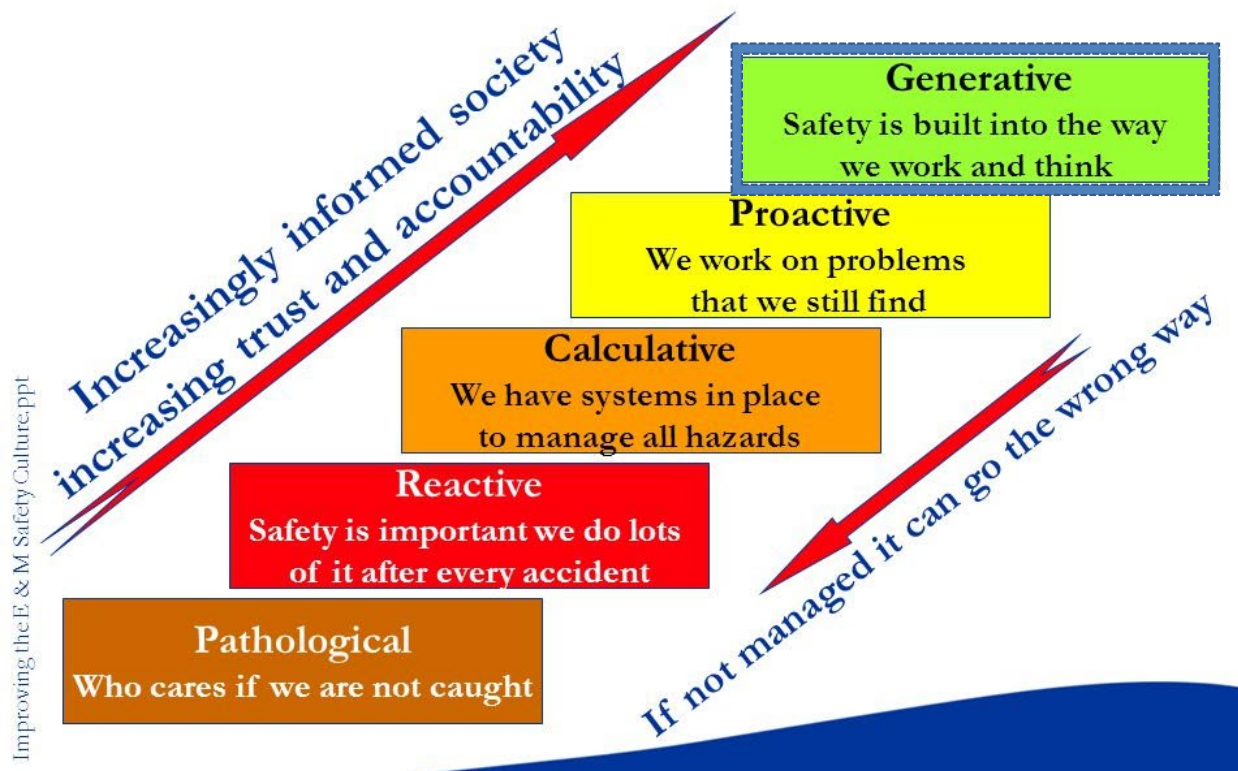 Increasingly informed society
increasing trust and accountability
Generative
Safety is built into the way
we work and think
Proactive
We work on problems
that we still find
Calculative
We have systems in place
to manage all hazards
Reactive
Safety is important we do lots
of it after every accident
Pathological
Who cares if we are not caught
If not managed it can go the wrong way
Improving the E & M Safety Culture.ppt